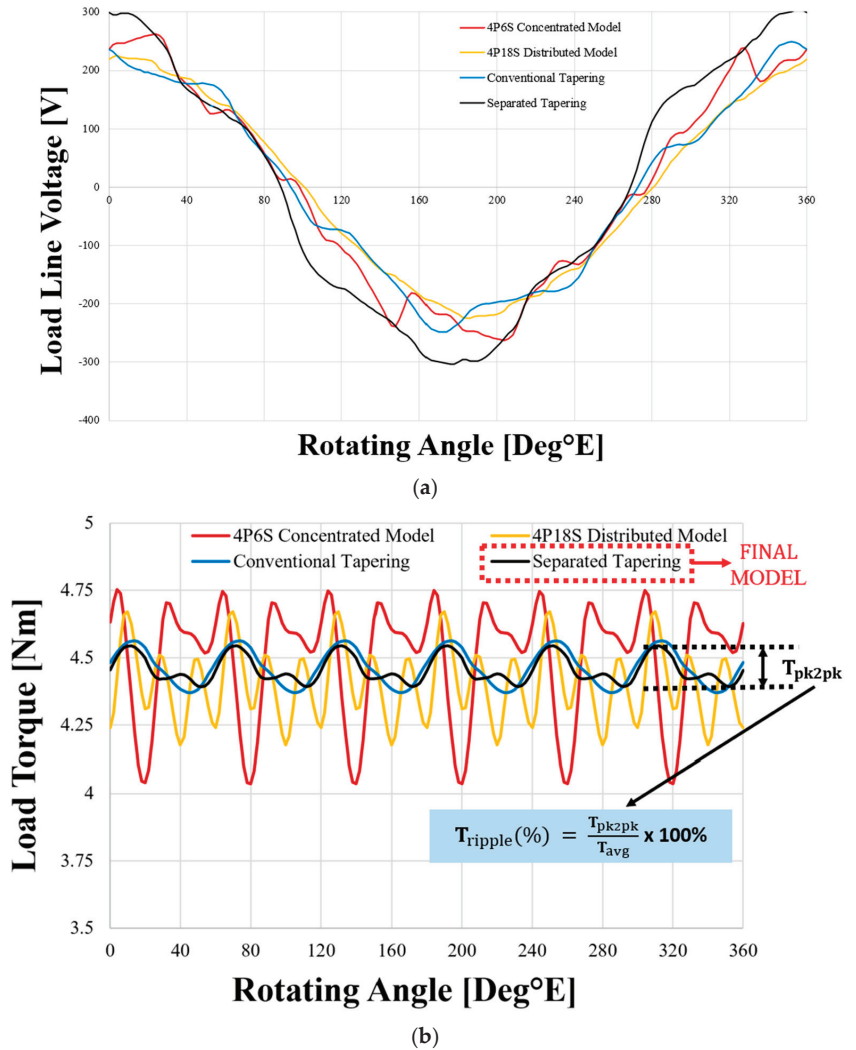 300
200
100
0
-100
-200
-300
-400
Load Line Voltage [V]
4P6S Concentrated Model
4P18S Distributed Model
Conventional Tapering
Separated Tapering
0 40 80 120 160 200 240 280 320 360
Rotating Angle [Deg°E]
(a)
5
4.75
4.5
4.25
4
3.75
3.5
Load Torque [Nm]
4P6S Concentrated Model 4P18S Distributed Model
Conventional Tapering Separated Tapering
FINAL
MODEL
Tpk2pk
Tripple(%) = Tpk2pk/Tavg x 100%
0 40 80 120 160 200 240 280 320 360
Rotating Angle [Deg°E]
(b)